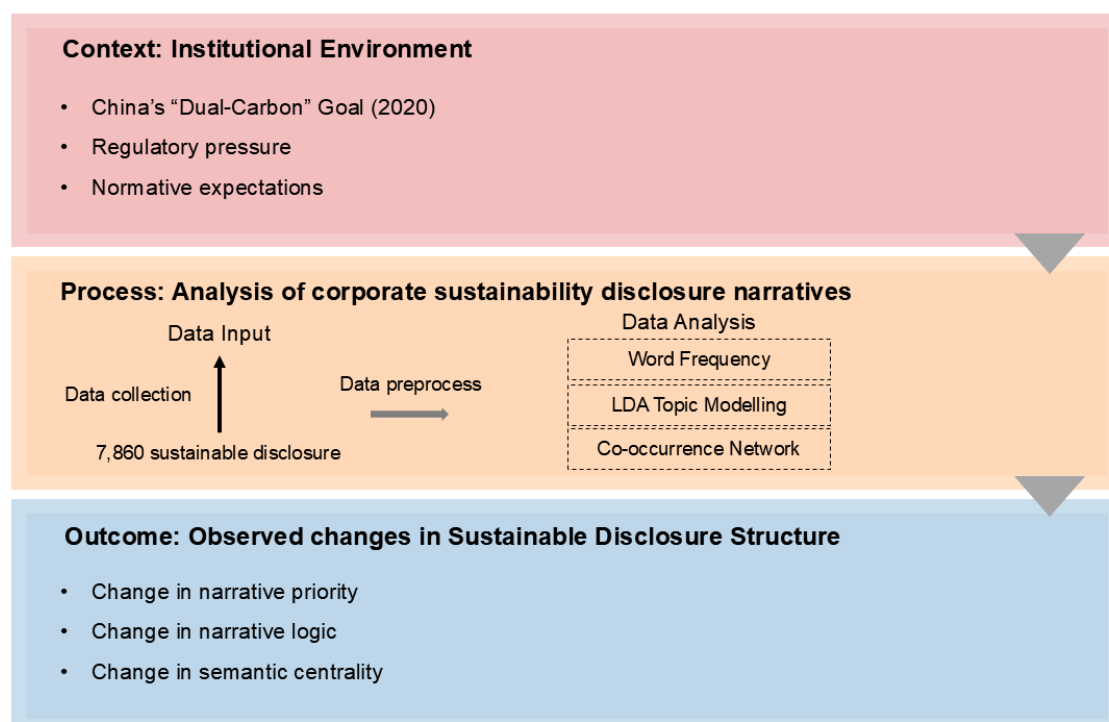 Context: Institutional Environment
• China’s “Dual-Carbon” Goal (2020)
• Regulatory pressure
• Normative expectations
Process: Analysis of corporate sustainability disclosure narratives
Data Input
Data collection
7,860 sustainable disclosure
Data preprocess
Data Analysis
Word Frequency
LDA Topic Modelling
Co-occurrence Network
Outcome: Observed changes in Sustainable Disclosure Structure
• Change in narrative priority
• Change in narrative logic
• Change in semantic centrality